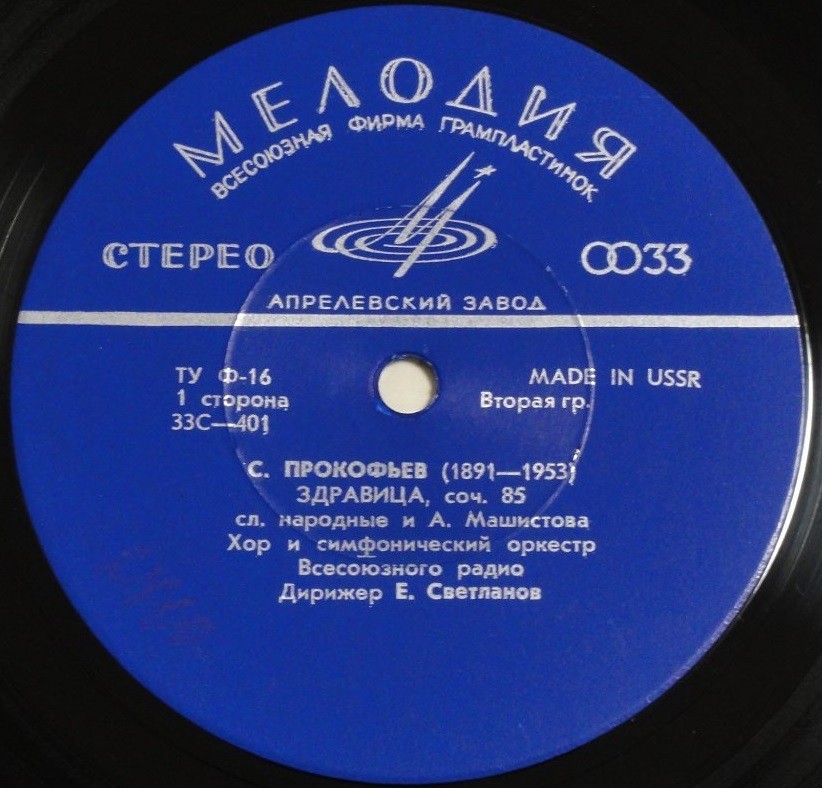 МЕЛОДИЯ
ВСЕСОЮЗНАЯ ФИРМА ГРАМПЛАСТИНОК
СТЕРЕО
33
АПРЕЛЕВСКИЙ ЗАВОД
ТУ Ф-16
MADE IN USSR
1 сторона
Вторая гр.
33С—401
С. ПРОКОФЬЕВ (1891—1953)
ЗДРАВИЦА, соч. 85
сл. народные и А. Машистова
Хор и симфонический оркестр
Всесоюзного радио
Дирижер Е. Светланов